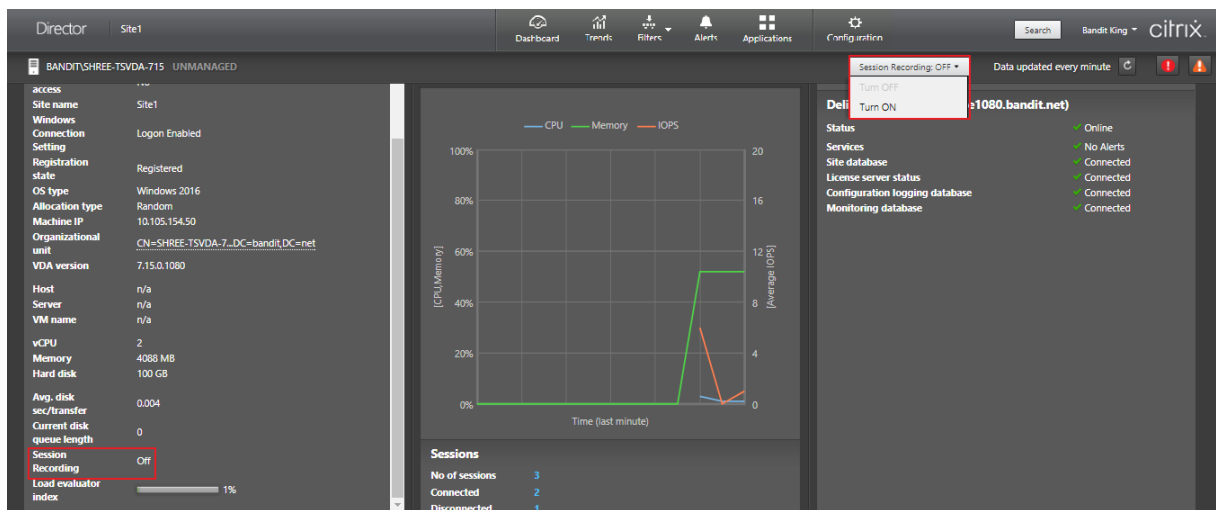 Director
Site1
Dashboard
Trends
Filters
Alerts
Applications
Configuration
Search
Bandit King
citrix
BANDIT\SHREE-TSVDA-715 UNMANAGED
Session Recording: OFF
Turn OFF
Turn ON
Data updated every minute
access
No
Site name Site1
Windows
Connection Logon Enabled
Setting
Registration
state Registered
OS type Windows 2016
Allocation type Random
Machine IP 10.105.154.50
Organizational
unit CN=SHREE-TSVDA-7...DC=bandit,DC=net
VDA version 7.15.0.1080
Host n/a
Server n/a
VM name n/a
vCPU 2
Memory 4088 MB
Hard disk 100 GB
Avg. disk
sec/transfer 0.004
Current disk
queue length 0
Session
Recording Off
Load evaluator
index 1%
CPU Memory IOPS
100% 20
80% 16
60% 12
40% 8
20% 4
0% 0
[CPU,Memory]
[Average IOPS]
Time (last minute)
Sessions
No of sessions 3
Connected 2
Disconnected 1
Deli e1080.bandit.net)
Status Online
Services No Alerts
Site database Connected
License server status Connected
Configuration logging database Connected
Monitoring database Connected